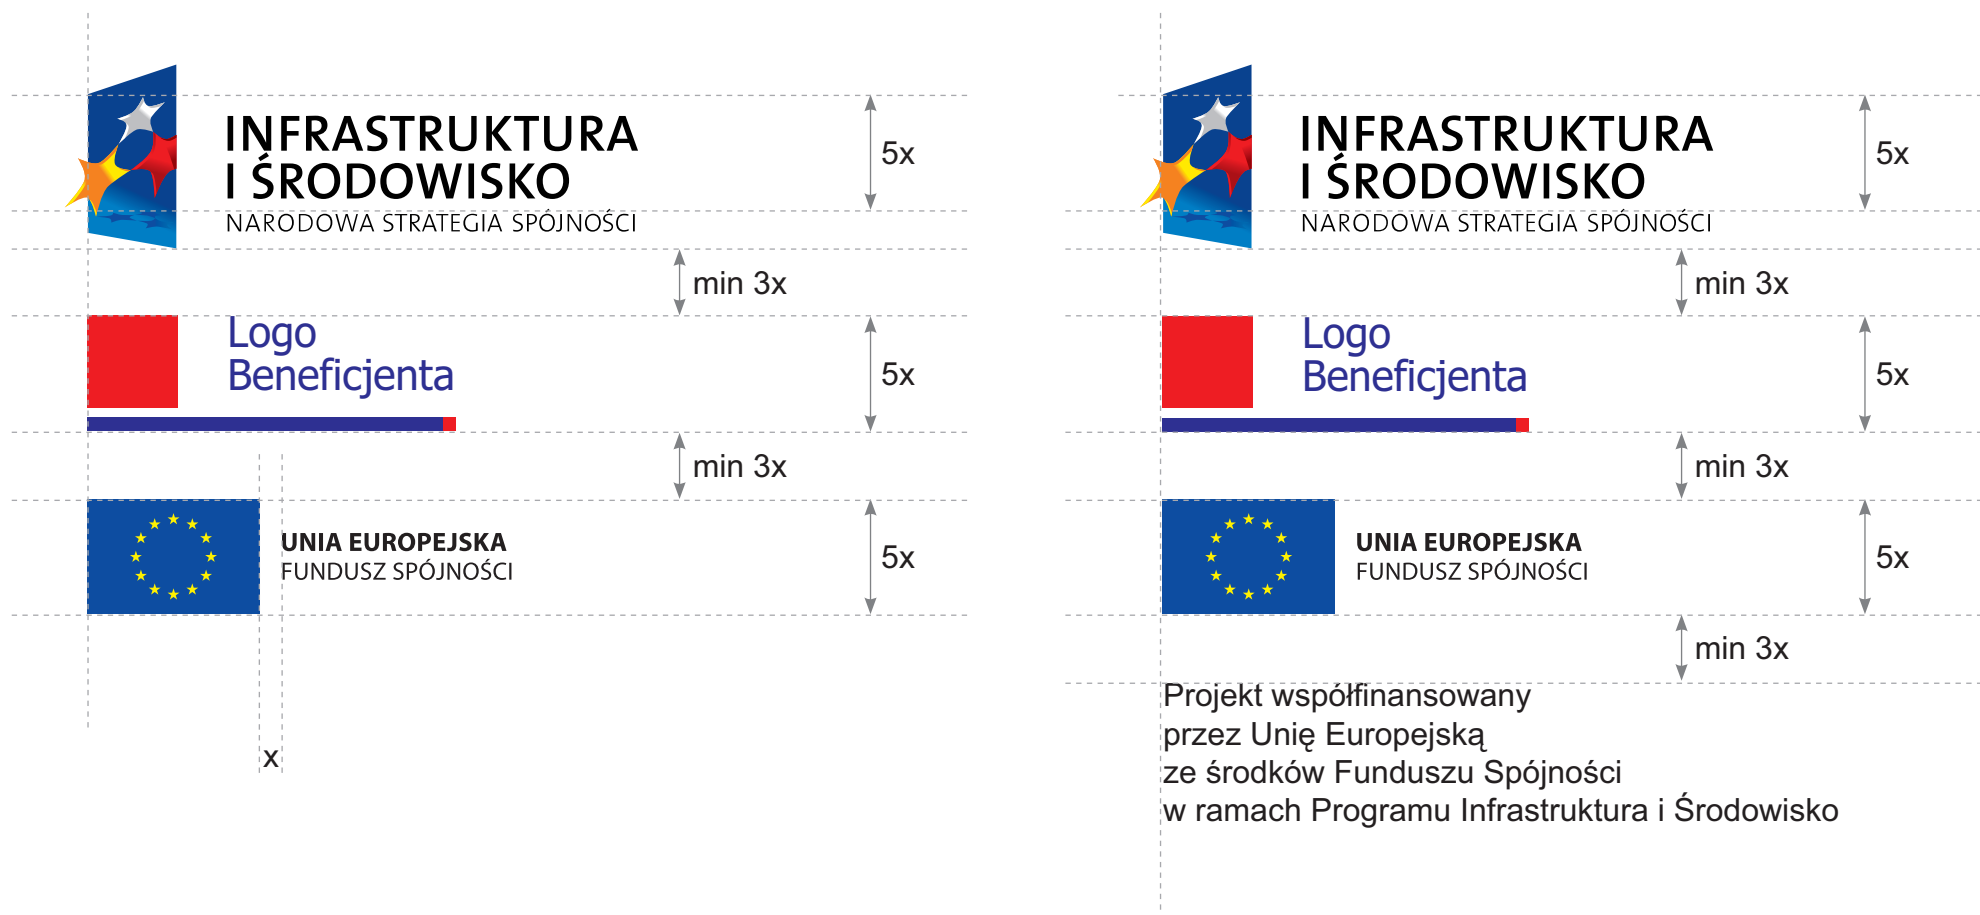 INFRASTRUKTURA
I ŚRODOWISKO
NARODOWA STRATEGIA SPÓJNOŚCI
5x
min 3x
Logo
Beneficjenta
5x
min 3x
UNIA EUROPEJSKA
FUNDUSZ SPÓJNOŚCI
5x
x
INFRASTRUKTURA
I ŚRODOWISKO
NARODOWA STRATEGIA SPÓJNOŚCI
5x
min 3x
Logo
Beneficjenta
5x
min 3x
UNIA EUROPEJSKA
FUNDUSZ SPÓJNOŚCI
5x
min 3x
Projekt współfinansowany
przez Unię Europejską
ze środków Funduszu Spójności
w ramach Programu Infrastruktura i Środowisko